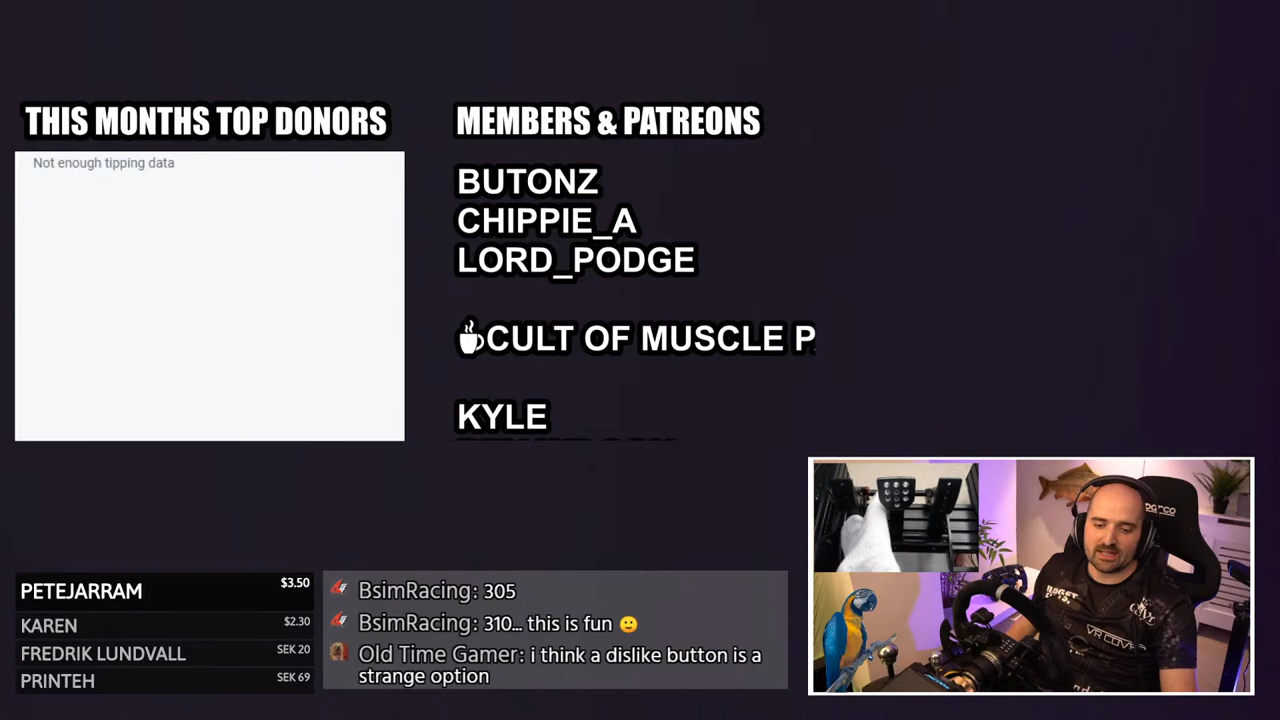 THIS MONTHS TOP DONORS
Not enough tipping data
MEMBERS & PATREONS
BUTONZ
CHIPPIE_A
LORD_PODGE
CULT OF MUSCLE P
KYLE
PETEJARRAM $3.50
KAREN $2.30
FREDRIK LUNDVALL SEK 20
PRINTEH SEK 69
BsimRacing: 305
BsimRacing: 310... this is fun 🙂
Old Time Gamer: i think a dislike button is a
strange option
VR COVER